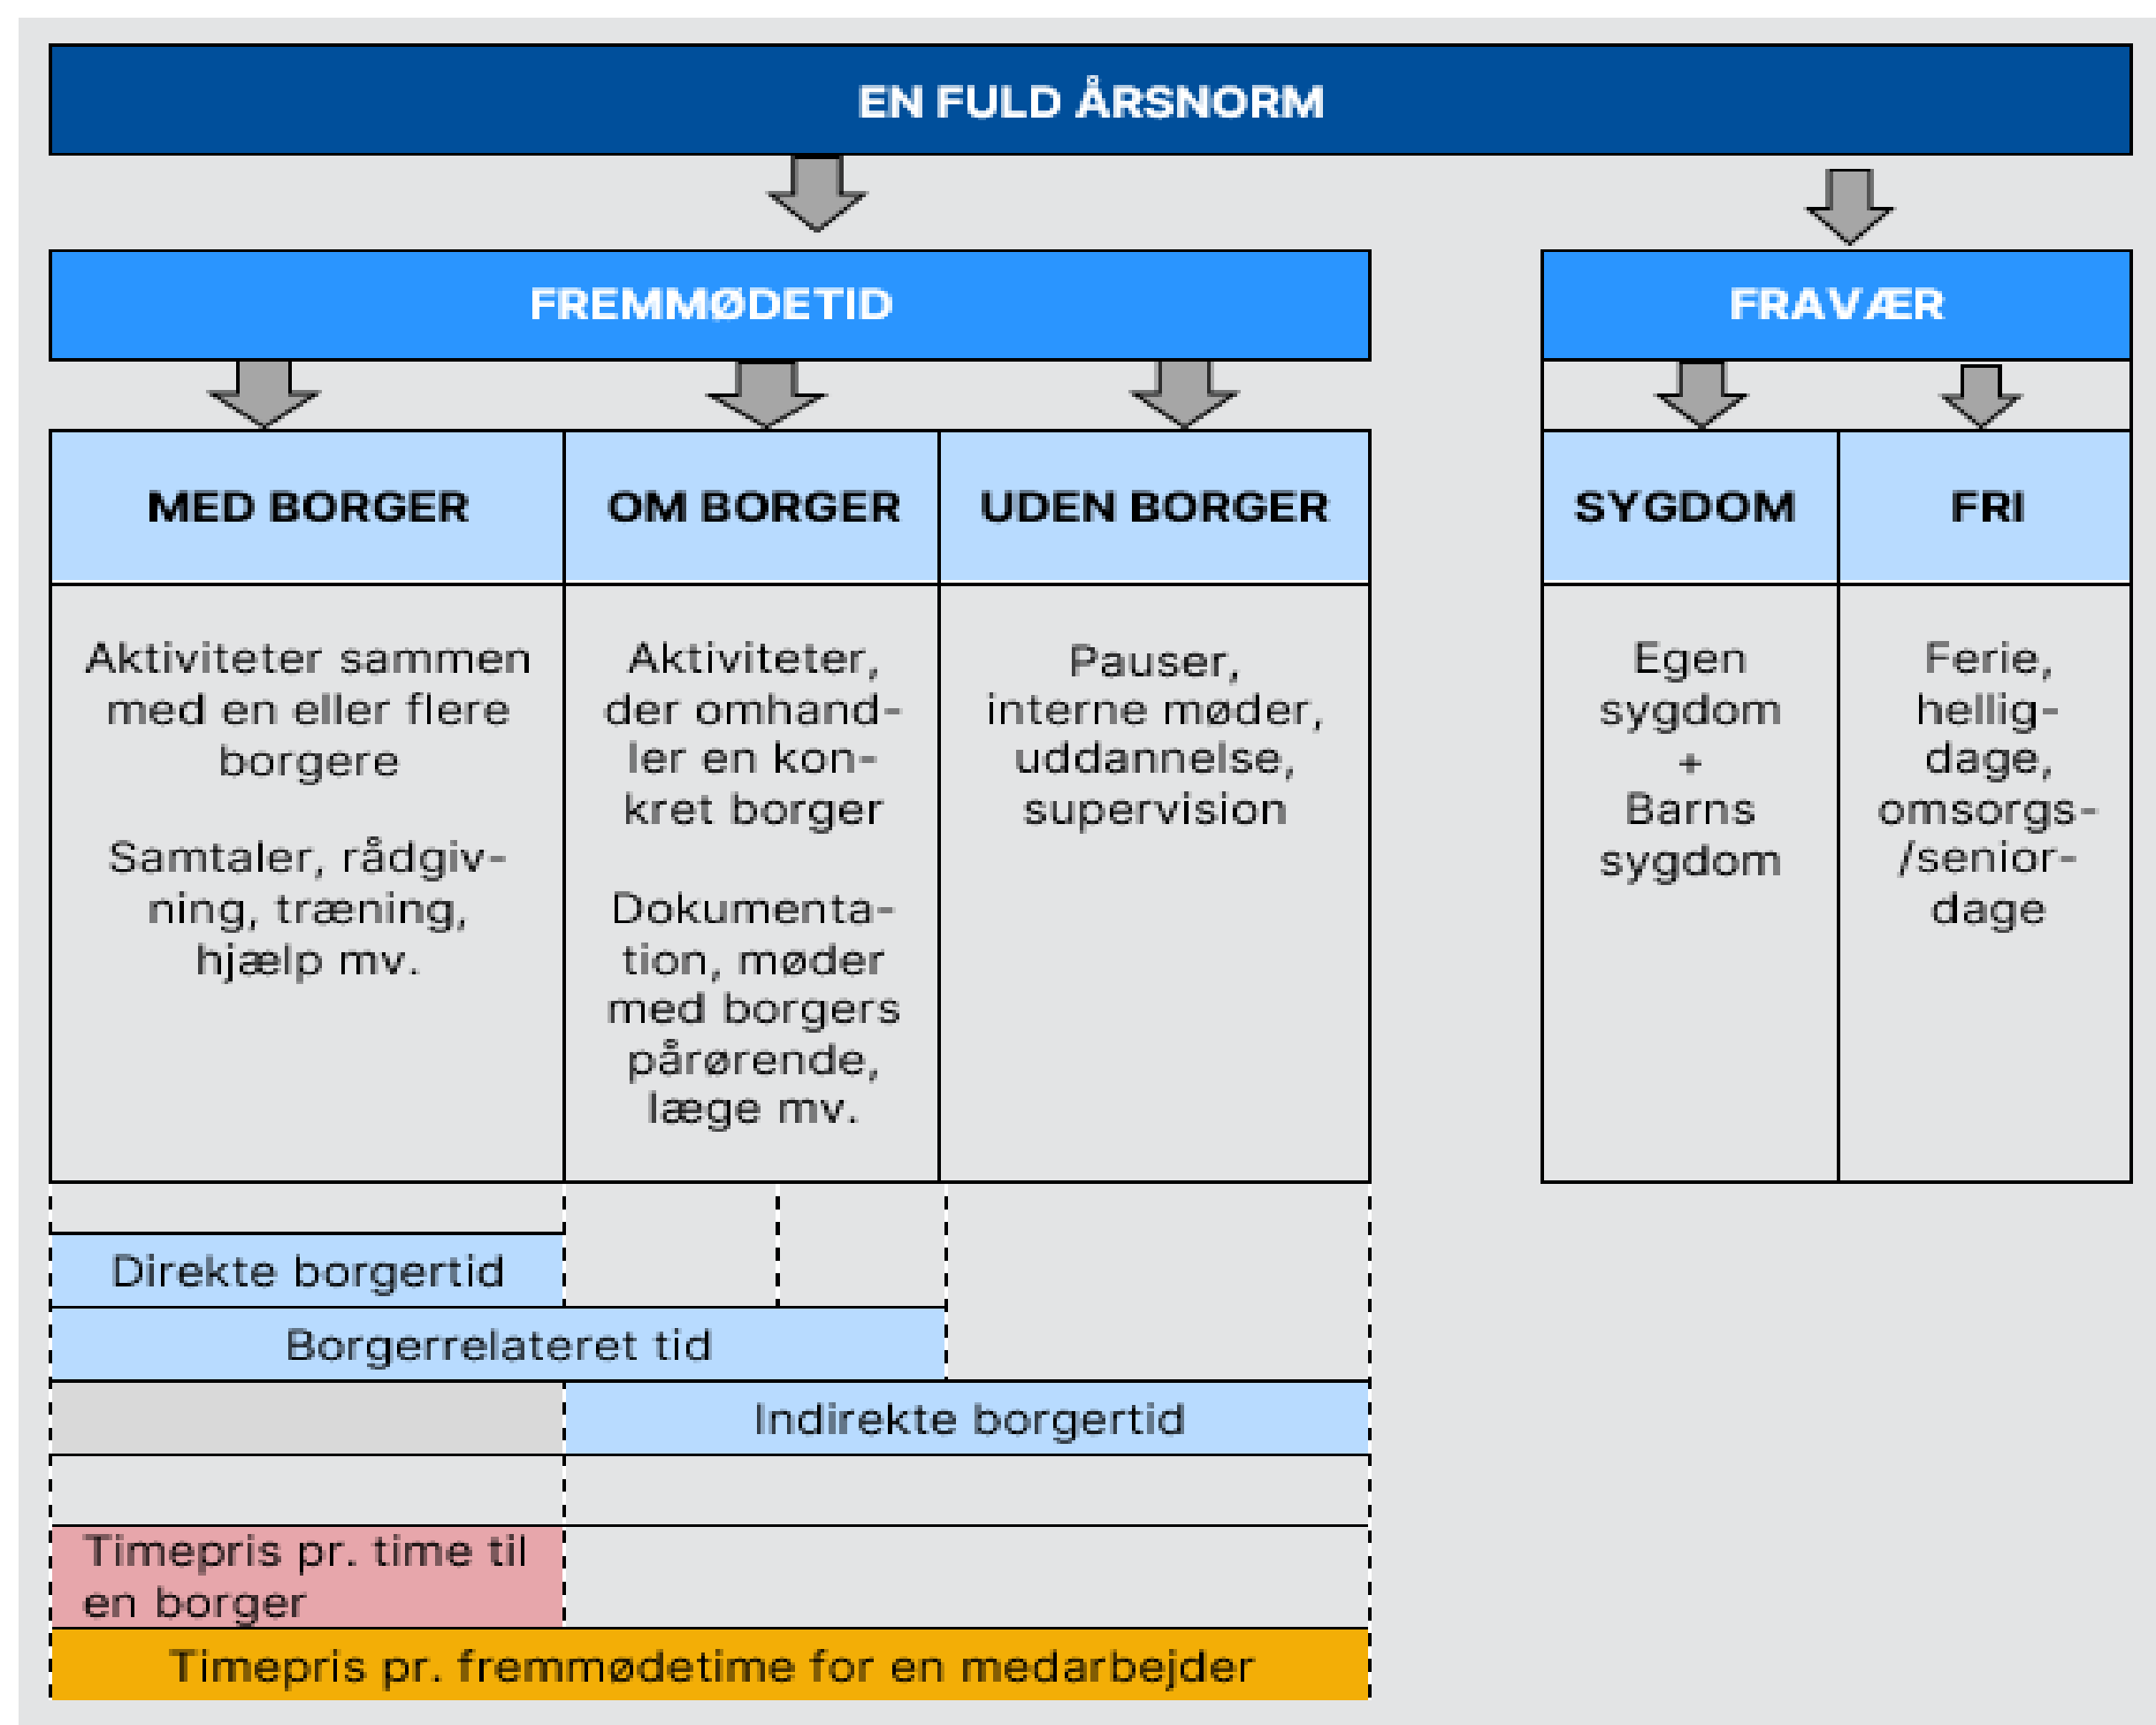 EN FULD ÅRSNORM
FREMMØDETID
FRAVÆR
MED BORGER
OM BORGER
UDEN BORGER
SYGDOM
FRI
Aktiviteter sammen
med en eller flere
borgere
Samtaler, rådgiv-
ning, træning,
hjælp mv.
Aktiviteter,
der omhand-
ler en kon-
kret borger
Dokumenta-
tion, møder
med borgers
pårørende,
læge mv.
Pauser,
interne møder,
uddannelse,
supervision
Egen
sygdom
+
Barns
sygdom
Ferie,
hellig-
dage,
omsorgs-
/senior-
dage
Direkte borgertid
Borgerrelateret tid
Indirekte borgertid
Timepris pr. time til
en borger
Timepris pr. fremmødetime for en medarbejder